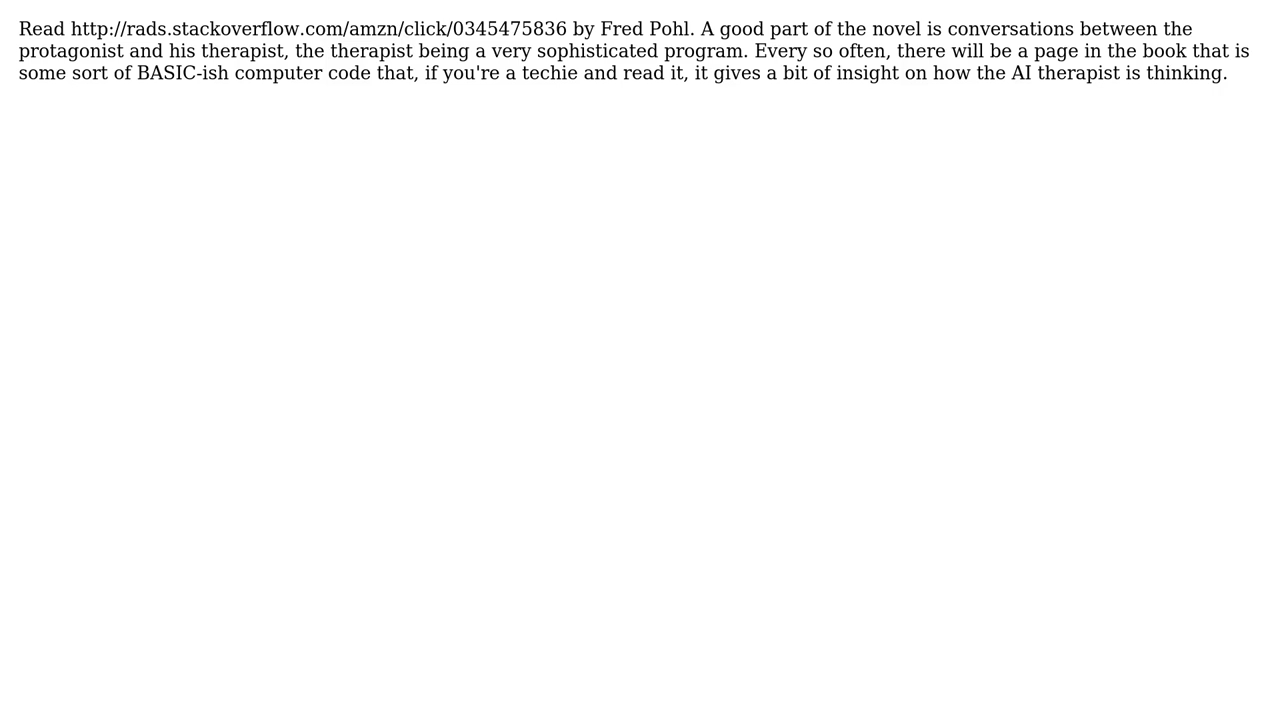 Read http://rads.stackoverflow.com/amzn/click/0345475836 by Fred Pohl. A good part of the novel is conversations between the
protagonist and his therapist, the therapist being a very sophisticated program. Every so often, there will be a page in the book that is
some sort of BASIC-ish computer code that, if you're a techie and read it, it gives a bit of insight on how the AI therapist is thinking.